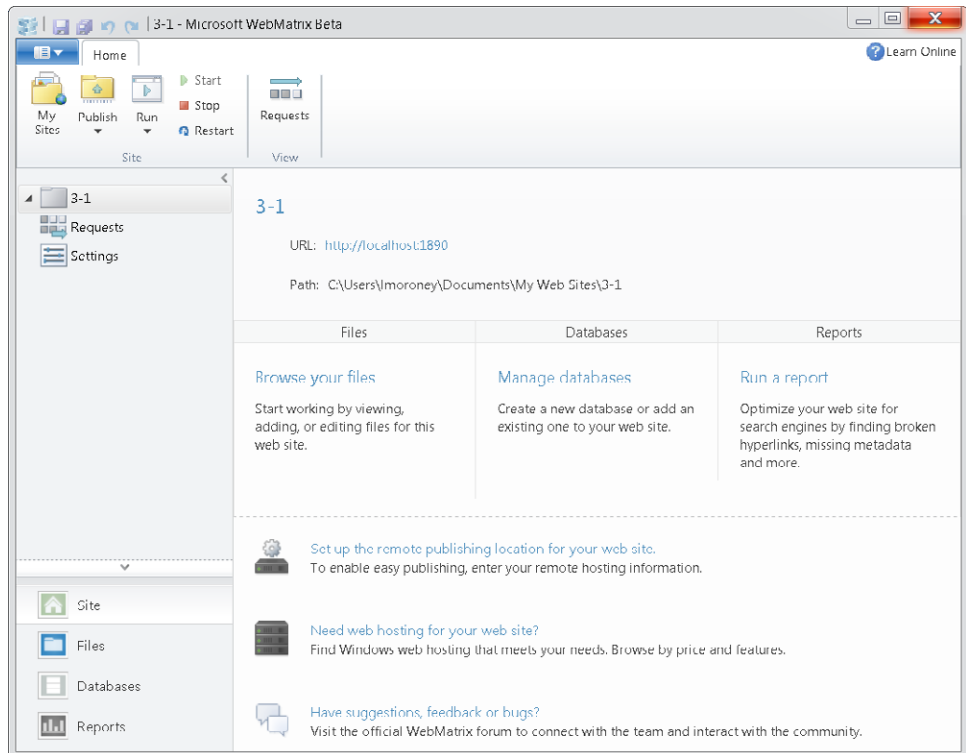 3-1 - Microsoft WebMatrix Beta
Home
Learn Online
My Sites
Publish
Run
Start
Stop
Restart
Requests
Site
View
3-1
Requests
Settings
3-1
URL: http://localhost:1890
Path: C:\Users\lmoroney\Documents\My Web Sites\3-1
Files
Databases
Reports
Browse your files
Start working by viewing,
adding, or editing files for this
web site.
Manage databases
Create a new database or add an
existing one to your web site.
Run a report
Optimize your web site for
search engines by finding broken
hyperlinks, missing metadata
and more.
Set up the remote publishing location for your web site.
To enable easy publishing, enter your remote hosting information.
Need web hosting for your web site?
Find Windows web hosting that meets your needs. Browse by price and features.
Have suggestions, feedback or bugs?
Visit the official WebMatrix forum to connect with the team and interact with the community.
Site
Files
Databases
Reports